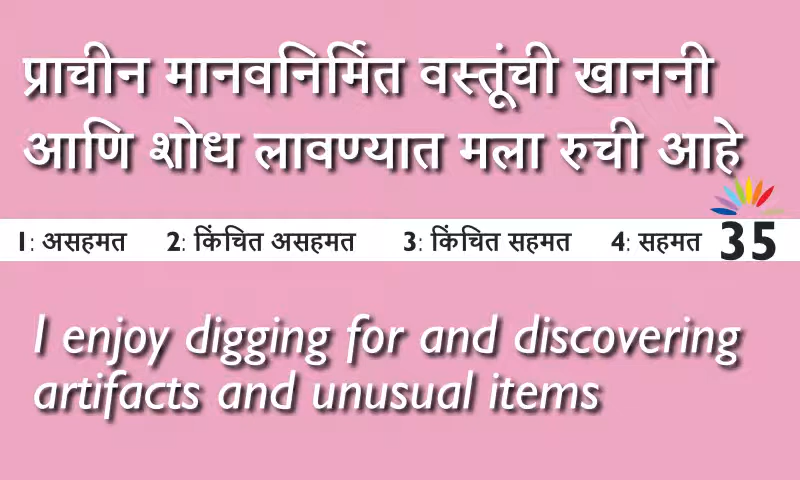 प्राचीन मानवनिर्मित वस्तूंची खाननी
आणि शोध लावण्यात मला रुची आहे
1: असहमत 2: किंचित असहमत 3: किंचित सहमत 4: सहमत 35
I enjoy digging for and discovering
artifacts and unusual items